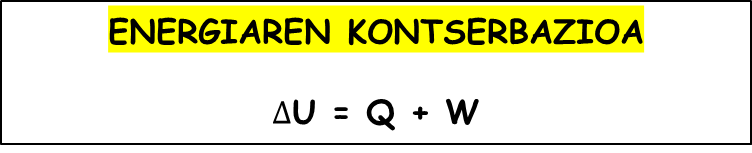 ENERGIAREN KONTSERBAZIOA
ΔU = Q + W